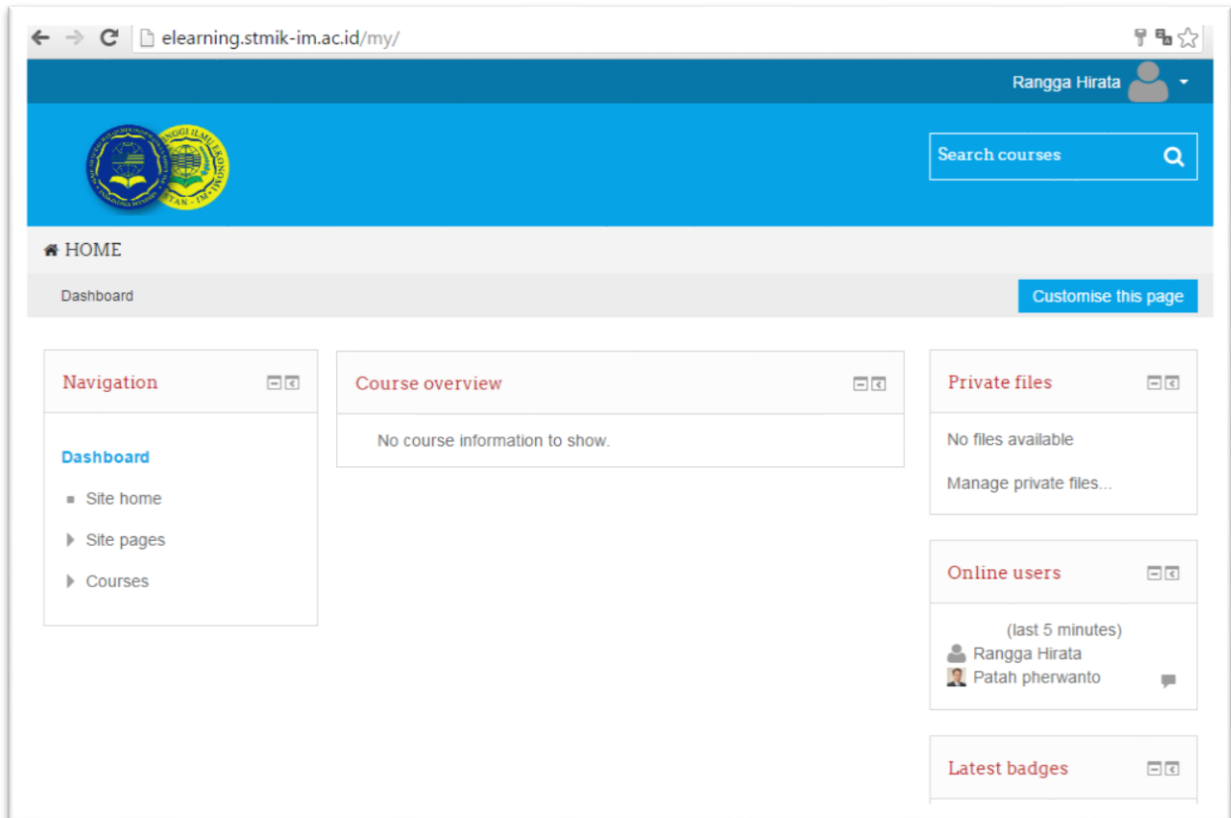 elearning.stmik-im.ac.id/my/
Rangga Hirata
Search courses
HOME
Dashboard
Customise this page
Navigation
Dashboard
Site home
Site pages
Courses
Course overview
No course information to show.
Private files
No files available
Manage private files...
Online users
(last 5 minutes)
Rangga Hirata
Patah pherwanto
Latest badges